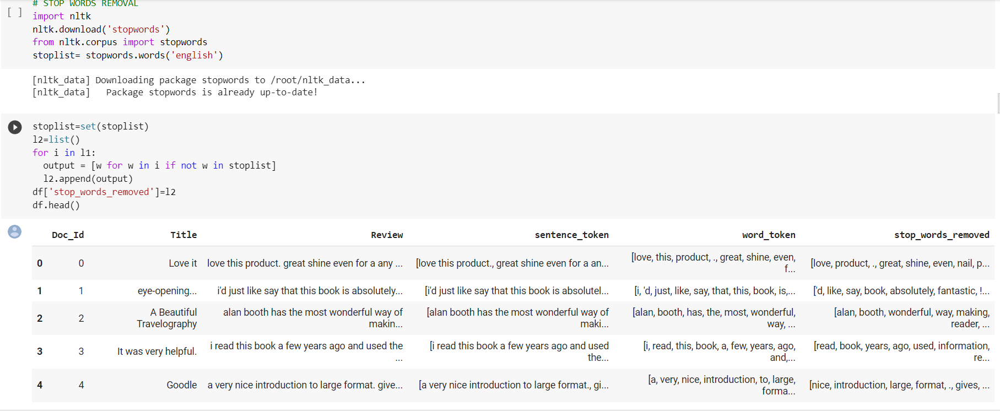 # STOP WORDS REMOVAL
[ ]
import nltk
nltk.download('stopwords')
from nltk.corpus import stopwords
stoplist= stopwords.words('english')
[nltk_data] Downloading package stopwords to /root/nltk_data...
[nltk_data]   Package stopwords is already up-to-date!
stoplist=set(stoplist)
l2=list()
for i in l1:
  output = [w for w in i if not w in stoplist]
  l2.append(output)
df['stop_words_removed']=l2
df.head()
Doc_Id Title Review sentence_token word_token stop_words_removed
0 0 Love it love this product. great shine even for a any ... [love this product., great shine even for a an... [love, this, product, ., great, shine, even, f... [love, product, ., great, shine, even, nail, p...
1 1 eye-opening... i'd just like say that this book is absolutely... [i'd just like say that this book is absolutel... [i, 'd, just, like, say, that, this, book, is,... ['d, like, say, book, absolutely, fantastic, !...
2 2 A Beautiful Travelography alan booth has the most wonderful way of makin... [alan booth has the most wonderful way of maki... [alan, booth, has, the, most, wonderful, way, ... [alan, booth, wonderful, way, making, reader, ...
3 3 It was very helpful. i read this book a few years ago and used the ... [i read this book a few years ago and used the... [i, read, this, book, a, few, years, ago, and,... [read, book, years, ago, used, information, re...
4 4 Goodle a very nice introduction to large format. give... [a very nice introduction to large format., gi... [a, very, nice, introduction, to, large, forma... [nice, introduction, large, format, ., gives, ...